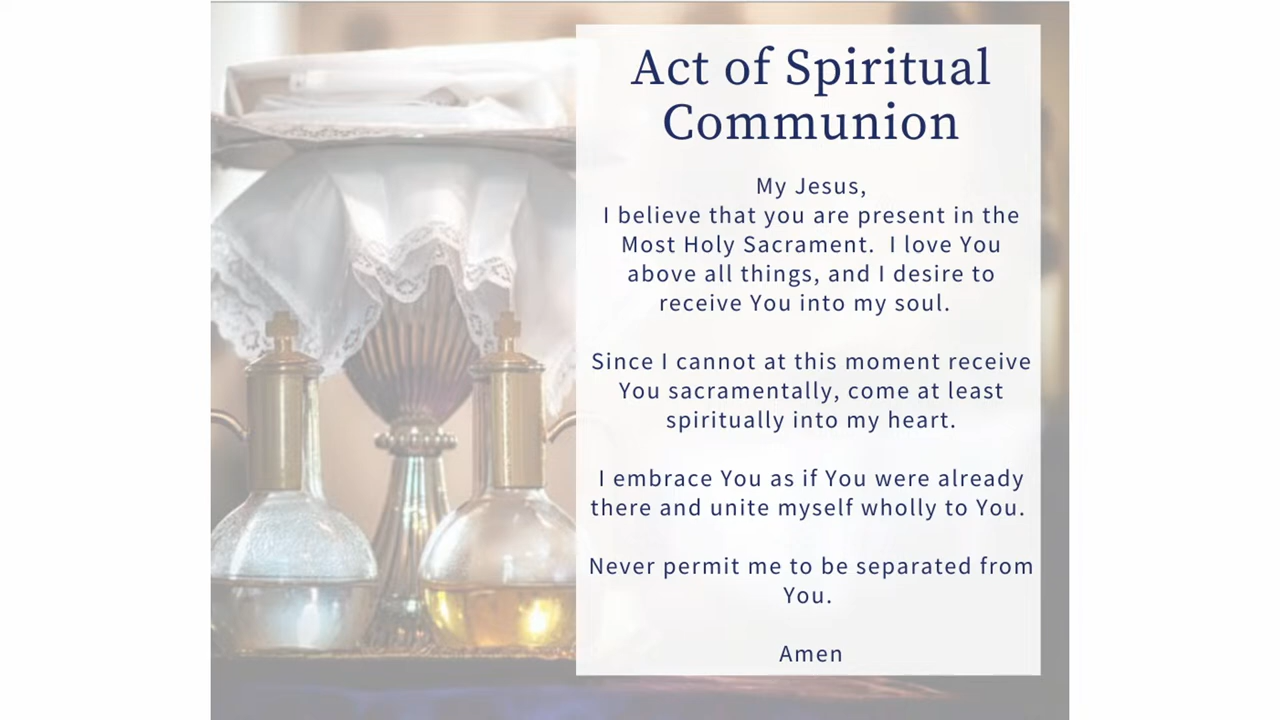 Act of Spiritual
Communion
My Jesus,
I believe that you are present in the
Most Holy Sacrament.  I love You
above all things, and I desire to
receive You into my soul.
Since I cannot at this moment receive
You sacramentally, come at least
spiritually into my heart.
I embrace You as if You were already
there and unite myself wholly to You.
Never permit me to be separated from
You.
Amen